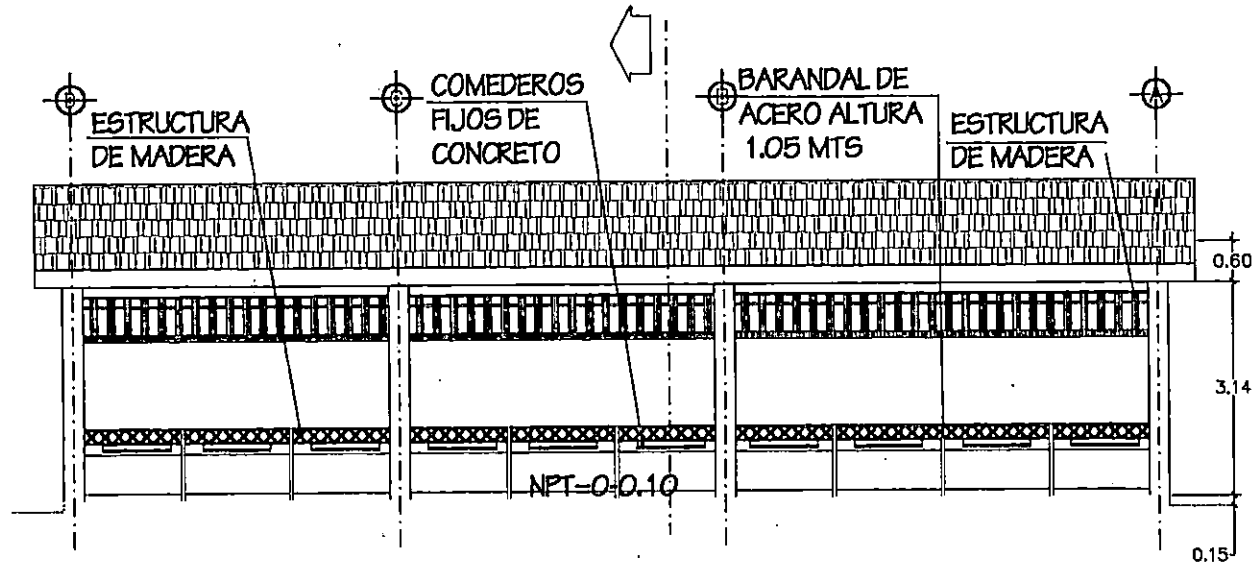 COMEDEROS
FIJOS DE
CONCRETO
BARANDAL DE
ACERO ALTURA
1.05 MTS
ESTRUCTURA
DE MADERA
ESTRUCTURA
DE MADERA
A
0.60
3.14
NPT=0-0.10
0.15